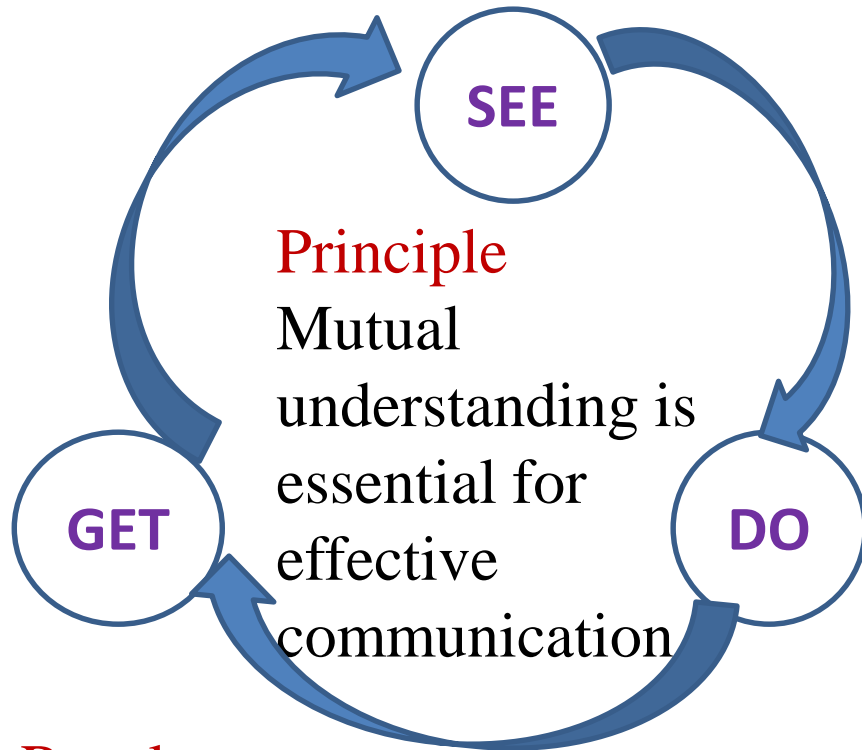 SEE
Principle
Mutual
understanding is
essential for
effective
communication
GET
DO